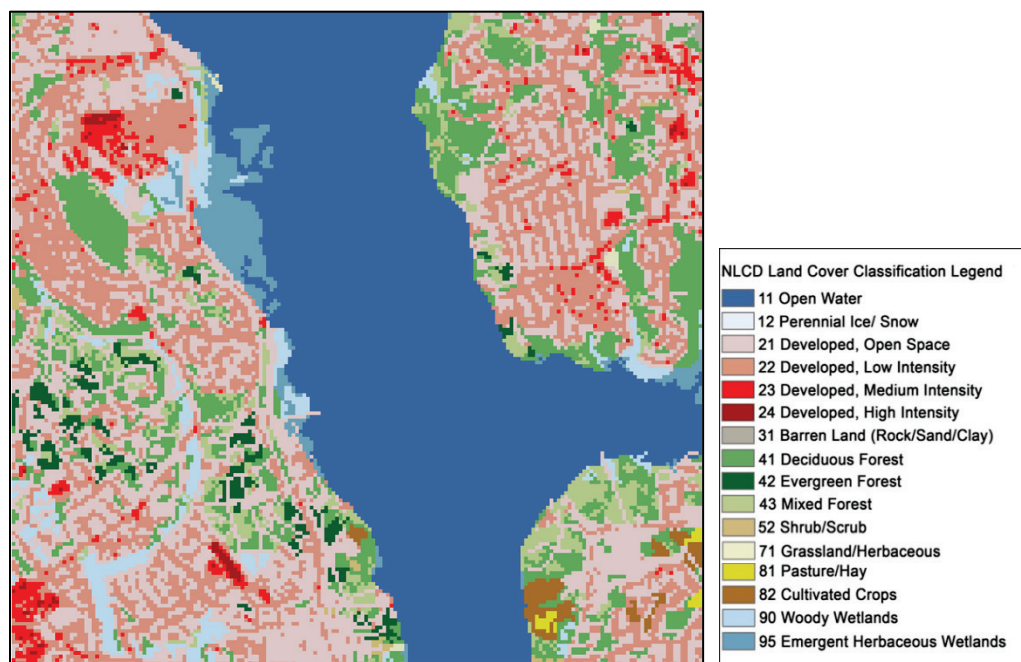 NLCD Land Cover Classification Legend
11 Open Water
12 Perennial Ice/ Snow
21 Developed, Open Space
22 Developed, Low Intensity
23 Developed, Medium Intensity
24 Developed, High Intensity
31 Barren Land (Rock/Sand/Clay)
41 Deciduous Forest
42 Evergreen Forest
43 Mixed Forest
52 Shrub/Scrub
71 Grassland/Herbaceous
81 Pasture/Hay
82 Cultivated Crops
90 Woody Wetlands
95 Emergent Herbaceous Wetlands